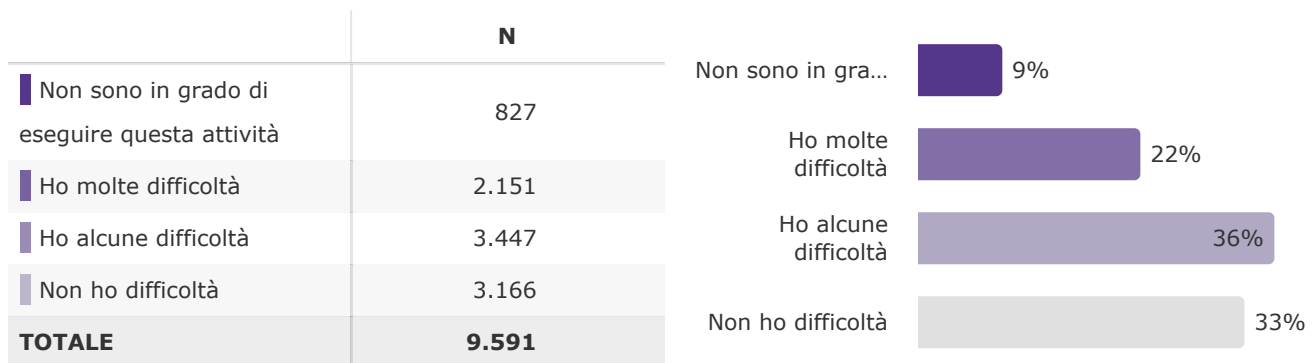 N
Non sono in grado di
eseguire questa attività
827
Ho molte difficoltà
2.151
Ho alcune difficoltà
3.447
Non ho difficoltà
3.166
TOTALE
9.591
Non sono in gra...
9%
Ho molte
difficoltà
22%
Ho alcune
difficoltà
36%
Non ho difficoltà
33%